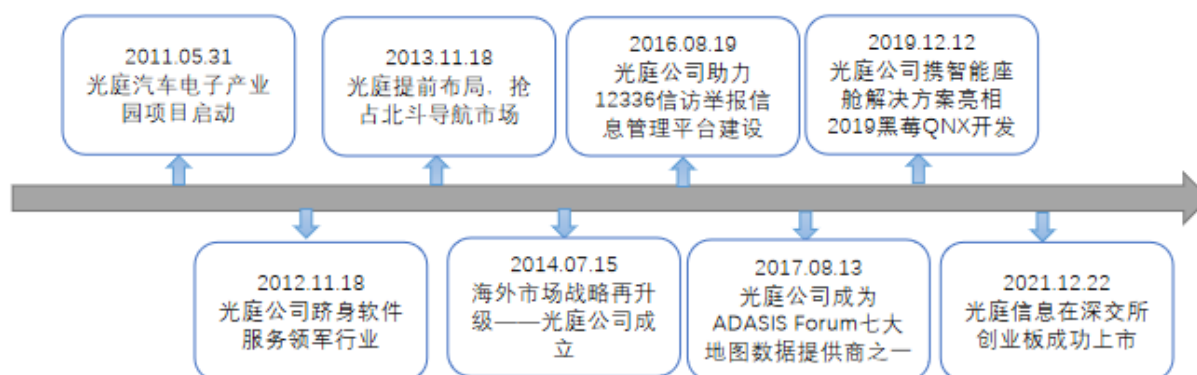 2011.05.31
光庭汽车电子产业
园项目启动
2013.11.18
光庭提前布局，抢
占北斗导航市场
2016.08.19
光庭公司助力
12336信访举报信
息管理平台建设
2019.12.12
光庭公司携智能座
舱解决方案亮相
2019黑莓QNX开发
2012.11.18
光庭公司跻身软件
服务领军行业
2014.07.15
海外市场战略再升
级——光庭公司成
立
2017.08.13
光庭公司成为
ADASIS Forum七大
地图数据提供商之一
2021.12.22
光庭信息在深交所
创业板成功上市